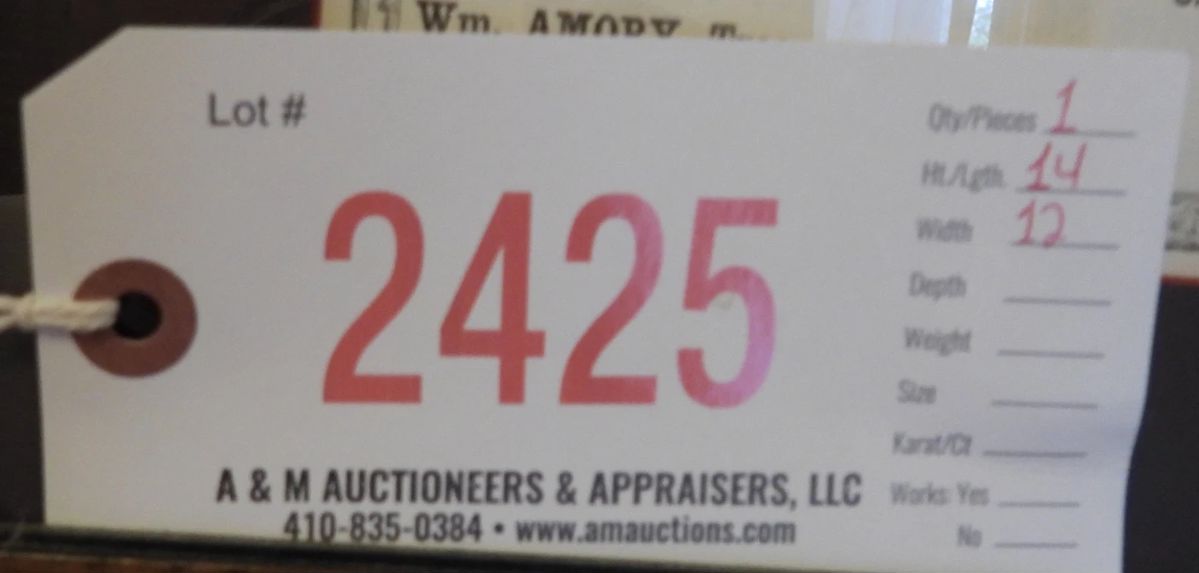 Wm. AMORY
Lot #
2425
A & M AUCTIONEERS & APPRAISERS, LLC
410-835-0384 • www.amauctions.com
Qty/Pieces 1
Ht./Lgth. 14
Width 12
Depth
Weight
Size
Karat/Ct
Works: Yes
No